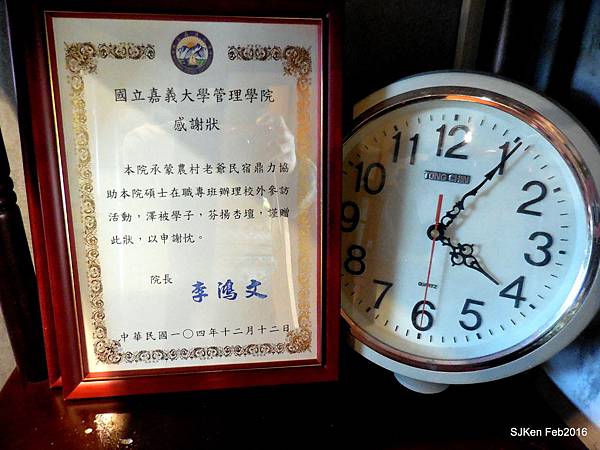 國立嘉義大學管理學院
感謝狀
本院承蒙農村老爺民宿鼎力協
助本院碩士在職專班辦理校外參訪
活動，澤被學子，芬揚杏壇，謹贈
此狀，以申謝忱。
院長
李鴻文
中華民國一○四年十二月十二日
12
1
2
3
4
5
6
7
8
9
10
11
TONG CHIN
QUARTZ
SJKen Feb2016